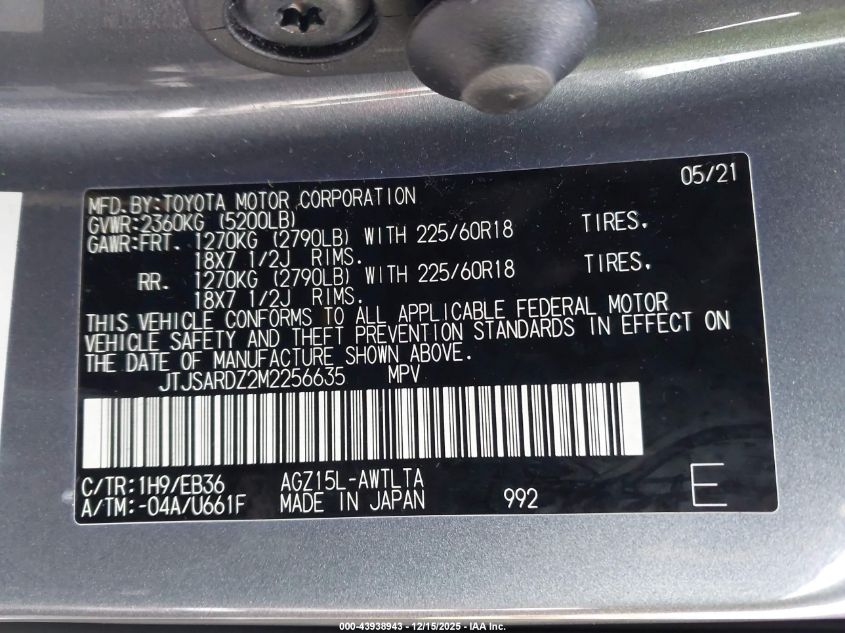 05/21
MFD.BY:TOYOTA MOTOR CORPORATION
GVWR:2360KG (5200LB)
GAWR:FRT. 1270KG (2790LB) WITH 225/60R18 TIRES.
18X7 1/2J RIMS.
RR. 1270KG (2790LB) WITH 225/60R18 TIRES.
18X7 1/2J RIMS.
THIS VEHICLE CONFORMS TO ALL APPLICABLE FEDERAL MOTOR
VEHICLE SAFETY AND THEFT PREVENTION STANDARDS IN EFFECT ON
THE DATE OF MANUFACTURE SHOWN ABOVE.
JTJSARDZ2M2256635 MPV
C/TR:1H9/EB36 AGZ15L-AWTLTA
A/TM:-04A/U661F MADE IN JAPAN 992 E
000-43938943 - 12/15/2025 - IAA Inc.